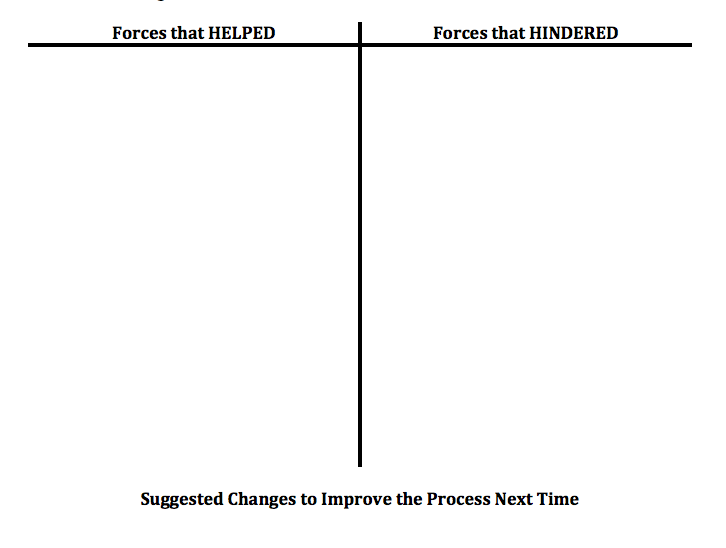 Forces that HELPED
Forces that HINDERED
Suggested Changes to Improve the Process Next Time